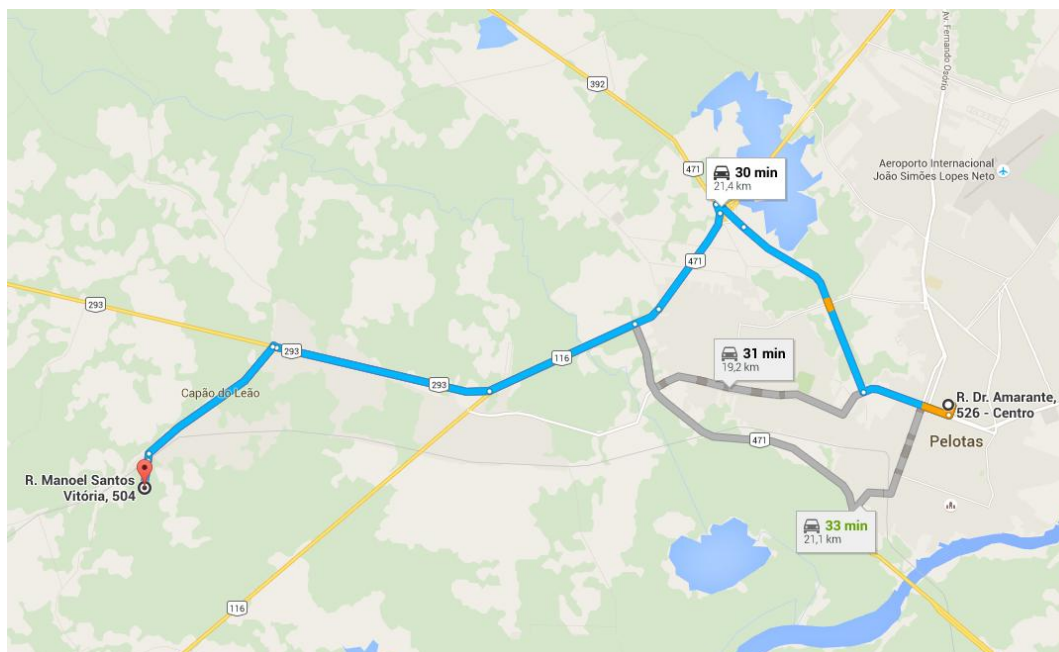 392
Av. Fernando Osório
471
30 min
21,4 km
Aeroporto Internacional
João Simões Lopes Neto
471
293
293
116
31 min
19,2 km
293
Capão do Leão
R. Dr. Amarante,
526 - Centro
471
Pelotas
R. Manoel Santos
Vitória, 504
33 min
21,1 km
116